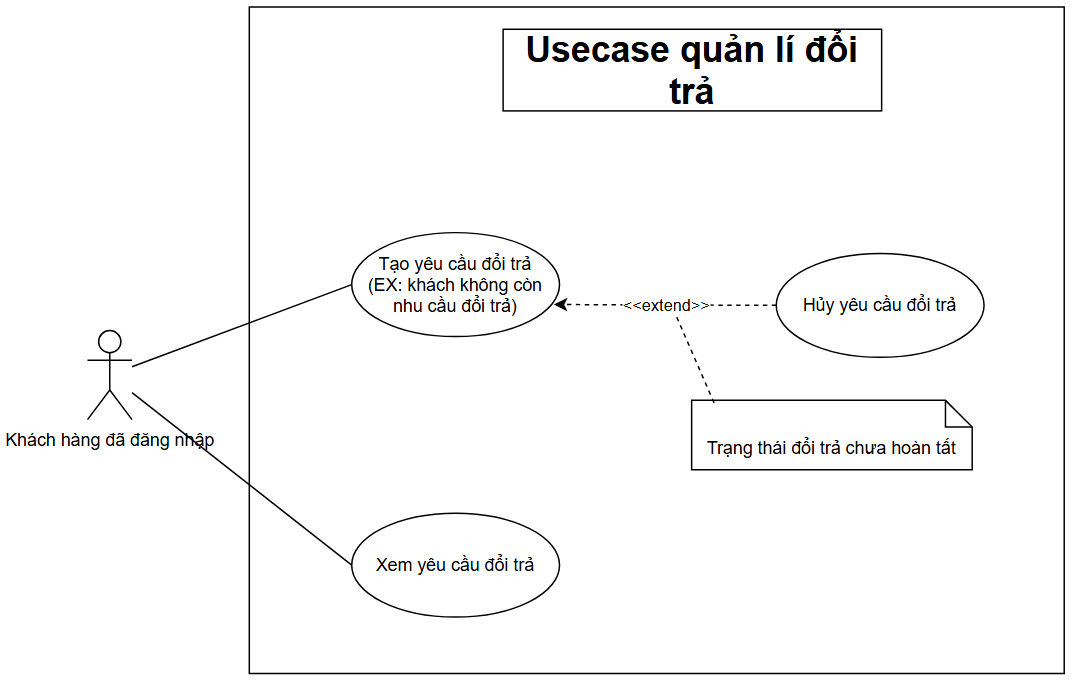 Usecase quản lí đổi
trả
Tạo yêu cầu đổi trả
(EX: khách không còn
nhu cầu đổi trả)
<<extend>>
Hủy yêu cầu đổi trả
Khách hàng đã đăng nhập
Trạng thái đổi trả chưa hoàn tất
Xem yêu cầu đổi trả